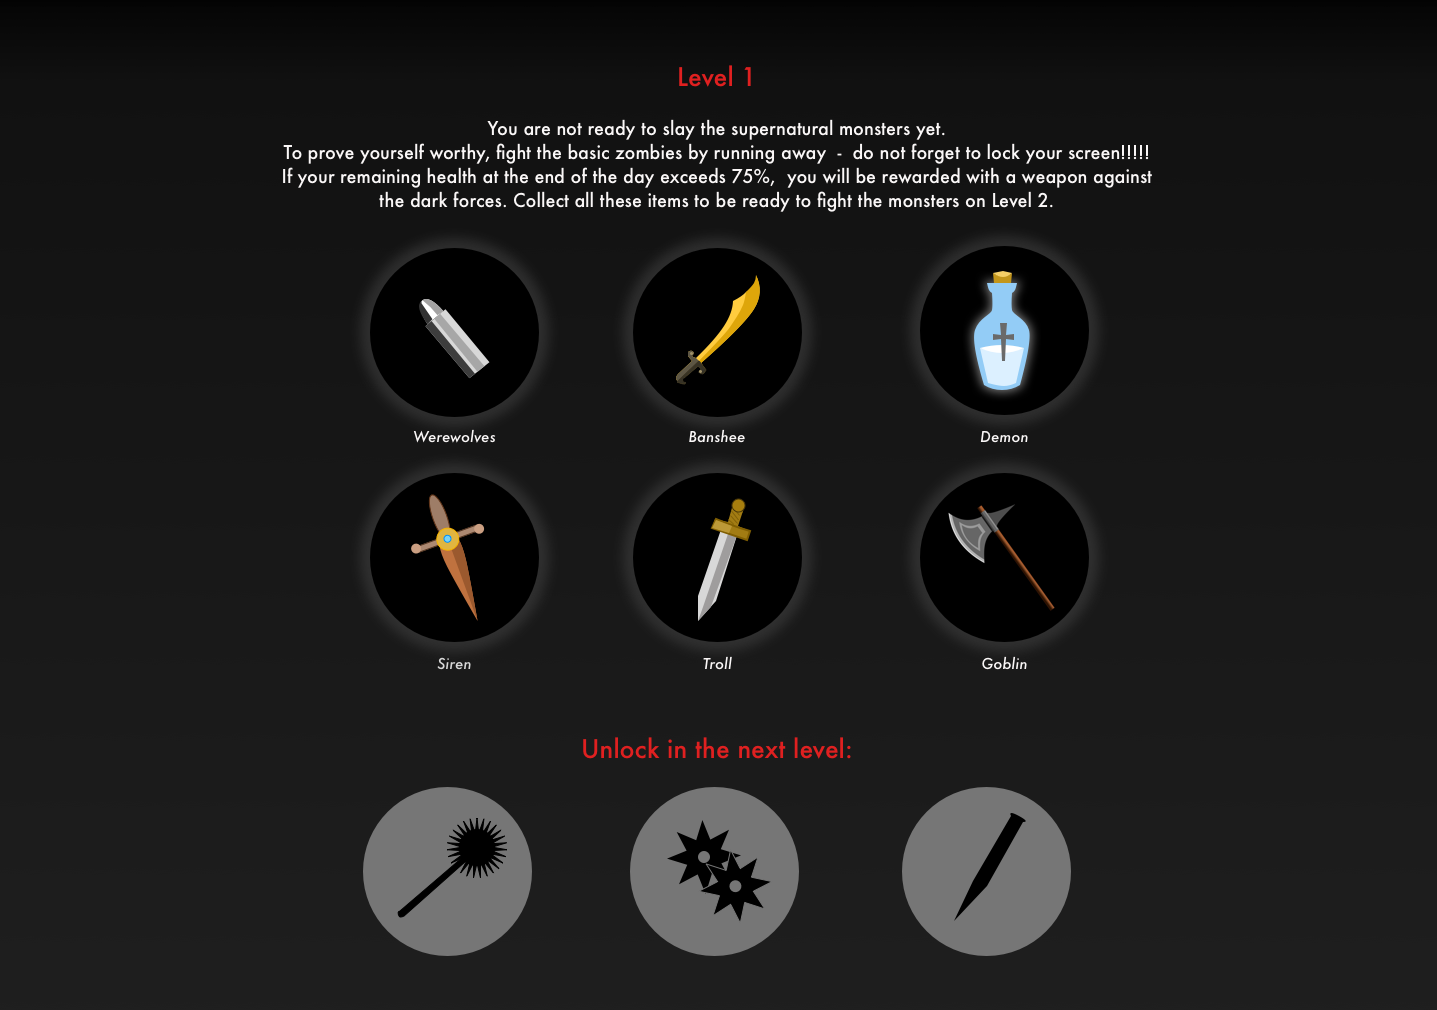 Level 1
You are not ready to slay the supernatural monsters yet.
To prove yourself worthy, fight the basic zombies by running away - do not forget to lock your screen!!!!!
If your remaining health at the end of the day exceeds 75%, you will be rewarded with a weapon against
the dark forces. Collect all these items to be ready to fight the monsters on Level 2.
Werewolves
Banshee
Demon
Siren
Troll
Goblin
Unlock in the next level: